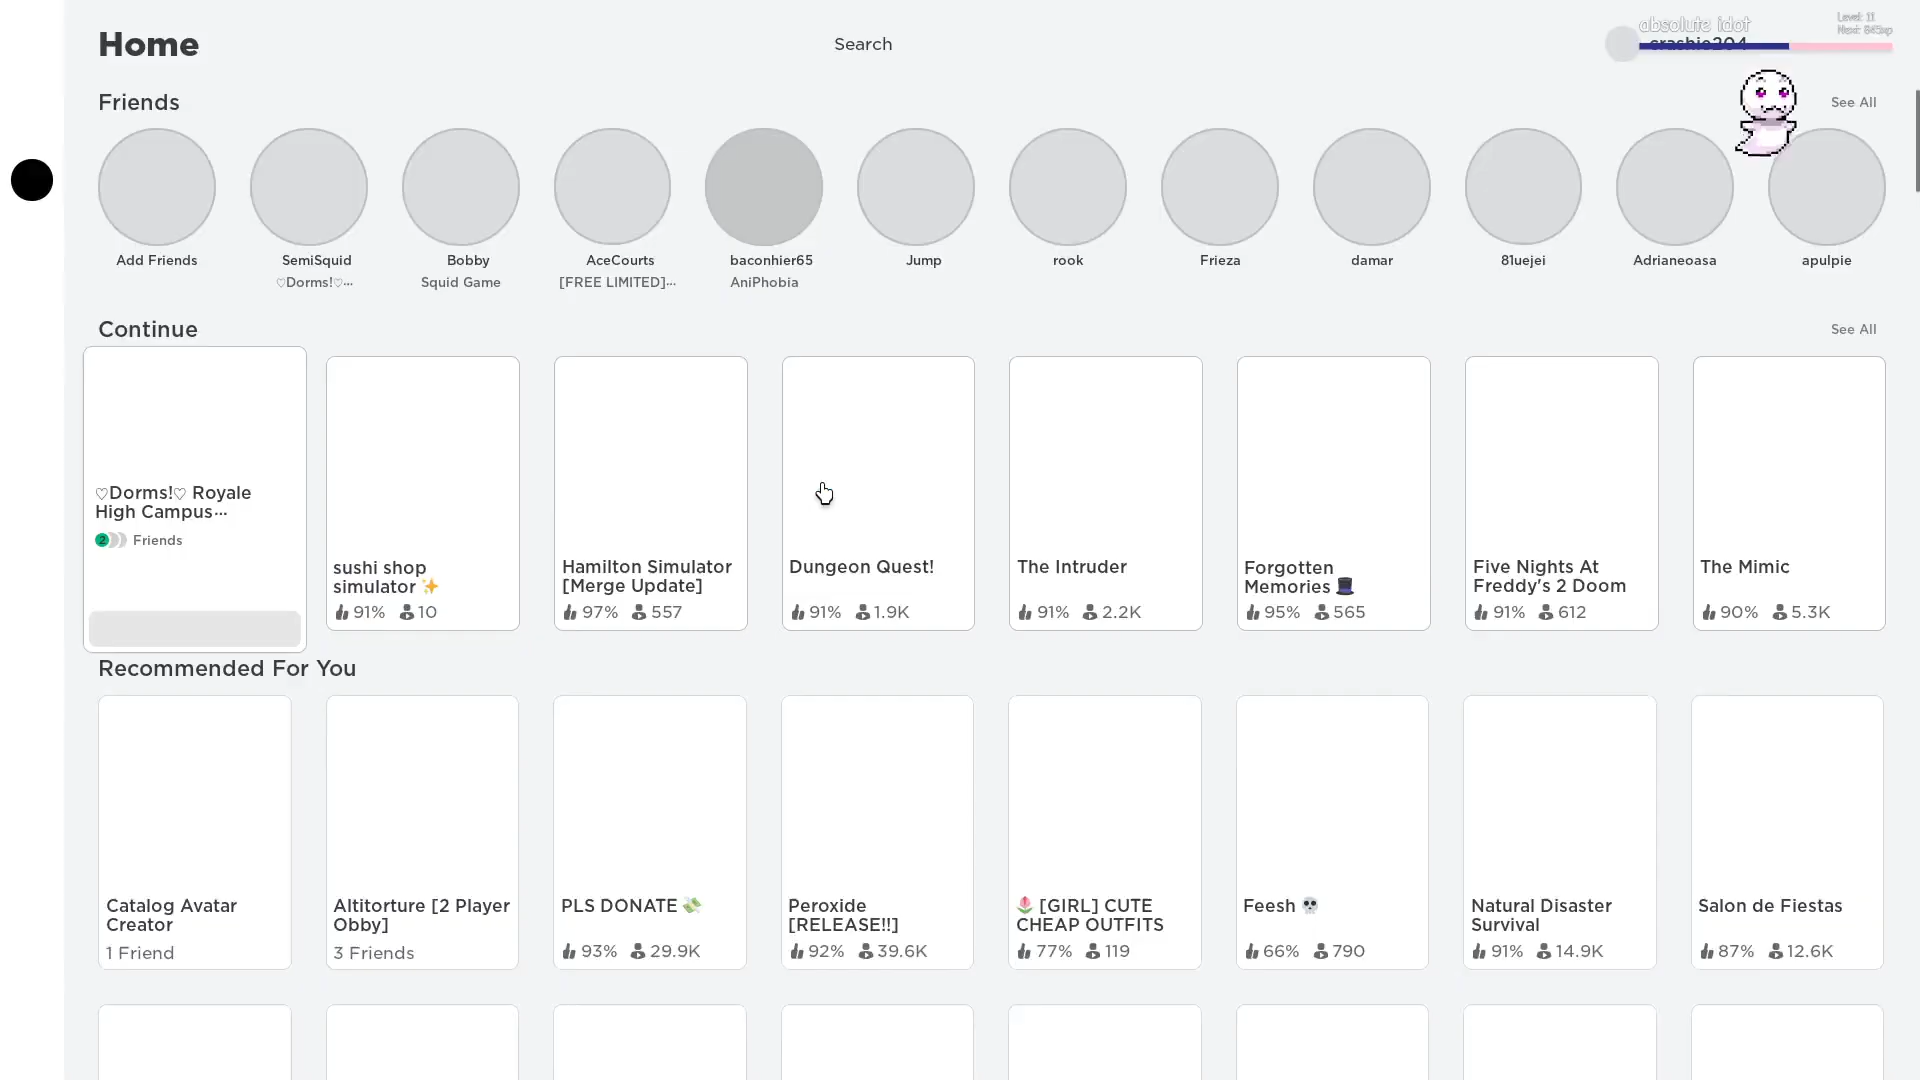 Home
Search
absolute idot
crashie204
Level: 11
Next: 845xp
Friends
See All
Add Friends
SemiSquid
♡Dorms!♡...
Bobby
Squid Game
AceCourts
[FREE LIMITED]...
baconhier65
AniPhobia
Jump
rook
Frieza
damar
81uejei
Adrianeoasa
apulpie
Continue
See All
♡Dorms!♡ Royale
High Campus...
2 Friends
sushi shop
simulator ✨
91% 10
Hamilton Simulator
[Merge Update]
97% 557
Dungeon Quest!
91% 1.9K
The Intruder
91% 2.2K
Forgotten
Memories 🎩
95% 565
Five Nights At
Freddy's 2 Doom
91% 612
The Mimic
90% 5.3K
Recommended For You
Catalog Avatar
Creator
1 Friend
Altitorture [2 Player
Obby]
3 Friends
PLS DONATE 💸
93% 29.9K
Peroxide
[RELEASE!!]
92% 39.6K
🌷 [GIRL] CUTE
CHEAP OUTFITS
77% 119
Feesh 💀
66% 790
Natural Disaster
Survival
91% 14.9K
Salon de Fiestas
87% 12.6K